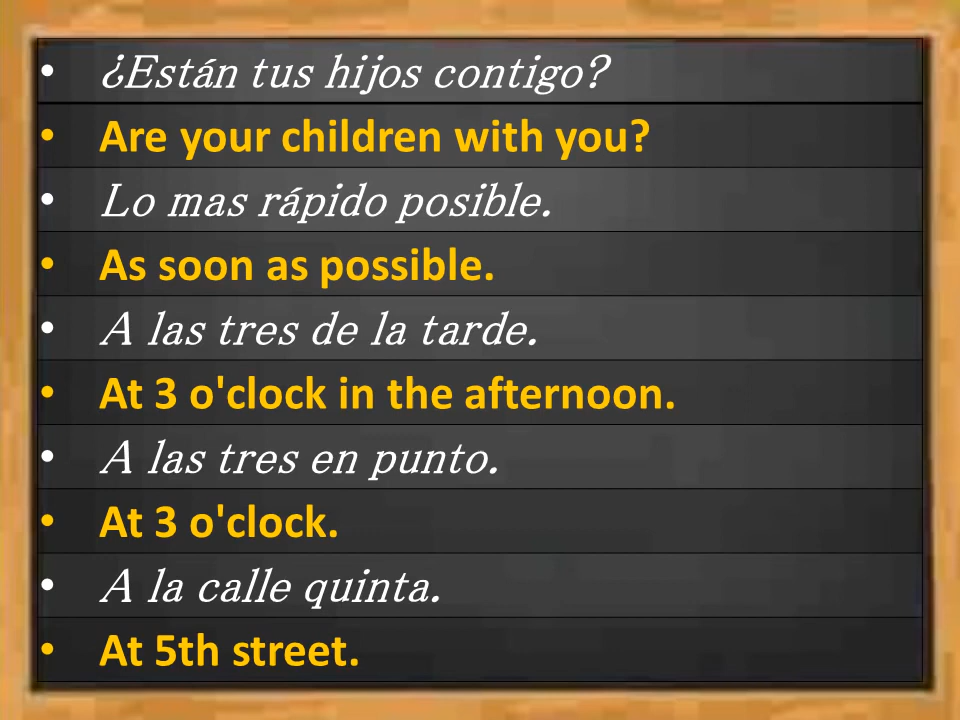 • ¿Están tus hijos contigo?
• Are your children with you?
• Lo mas rápido posible.
• As soon as possible.
• A las tres de la tarde.
• At 3 o'clock in the afternoon.
• A las tres en punto.
• At 3 o'clock.
• A la calle quinta.
• At 5th street.